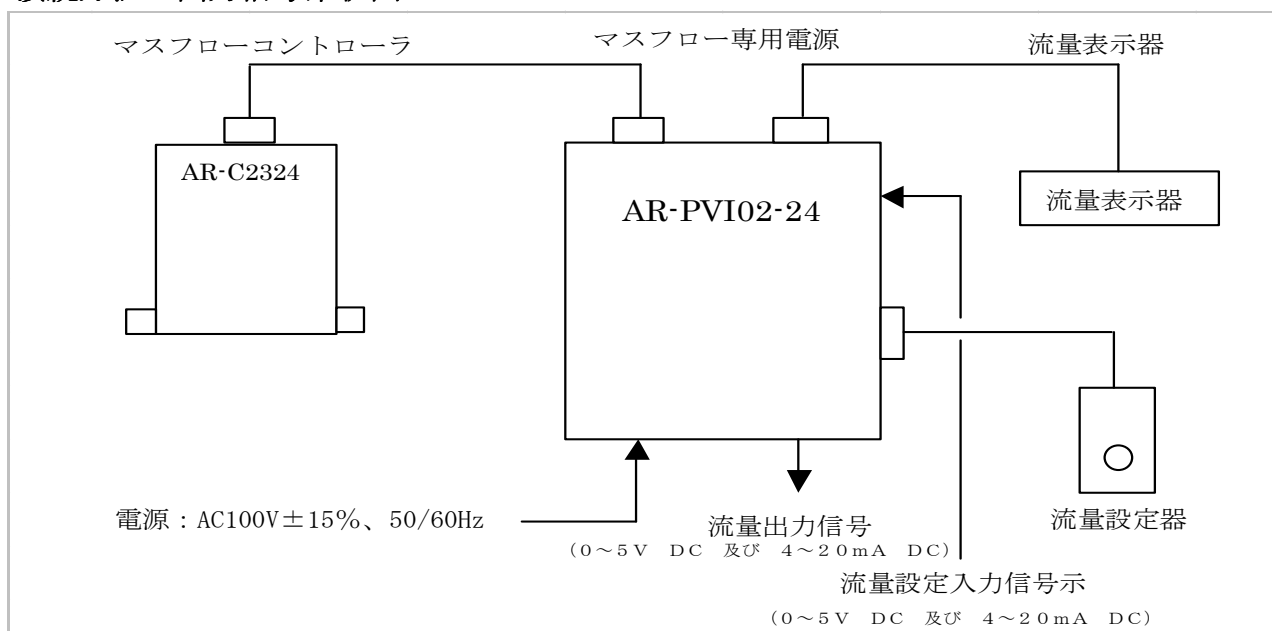 マスフローコントローラ
マスフロー専用電源
流量表示器
AR-C2324
AR-PVI02-24
流量表示器
電源：AC100V±15%、50/60Hz
流量出力信号
（０～５Ｖ　ＤＣ　及び　４～２０ｍＡ　ＤＣ）
流量設定器
流量設定入力信号示
（０～５Ｖ　ＤＣ　及び　４～２０ｍＡ　ＤＣ）